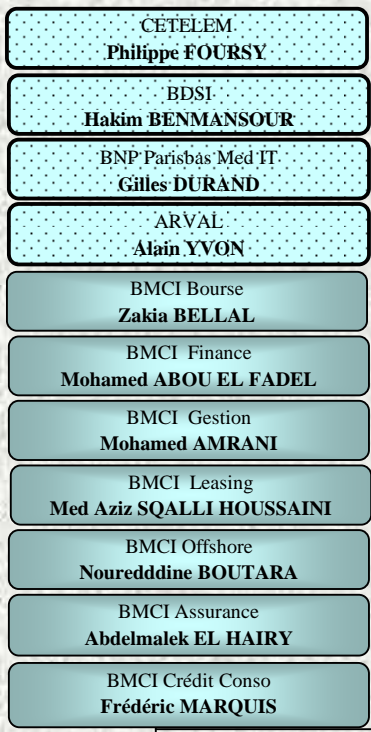 CETELEM
Philippe FOURSY
BDSI
Hakim BENMANSOUR
BNP Parisbas Med IT
Gilles DURAND
ARVAL
Alain YVON
BMCI Bourse
Zakia BELLAL
BMCI Finance
Mohamed ABOU EL FADEL
BMCI Gestion
Mohamed AMRANI
BMCI Leasing
Med Aziz SQALLI HOUSSAINI
BMCI Offshore
Nouredddine BOUTARA
BMCI Assurance
Abdelmalek EL HAIRY
BMCI Crédit Conso
Frédéric MARQUIS